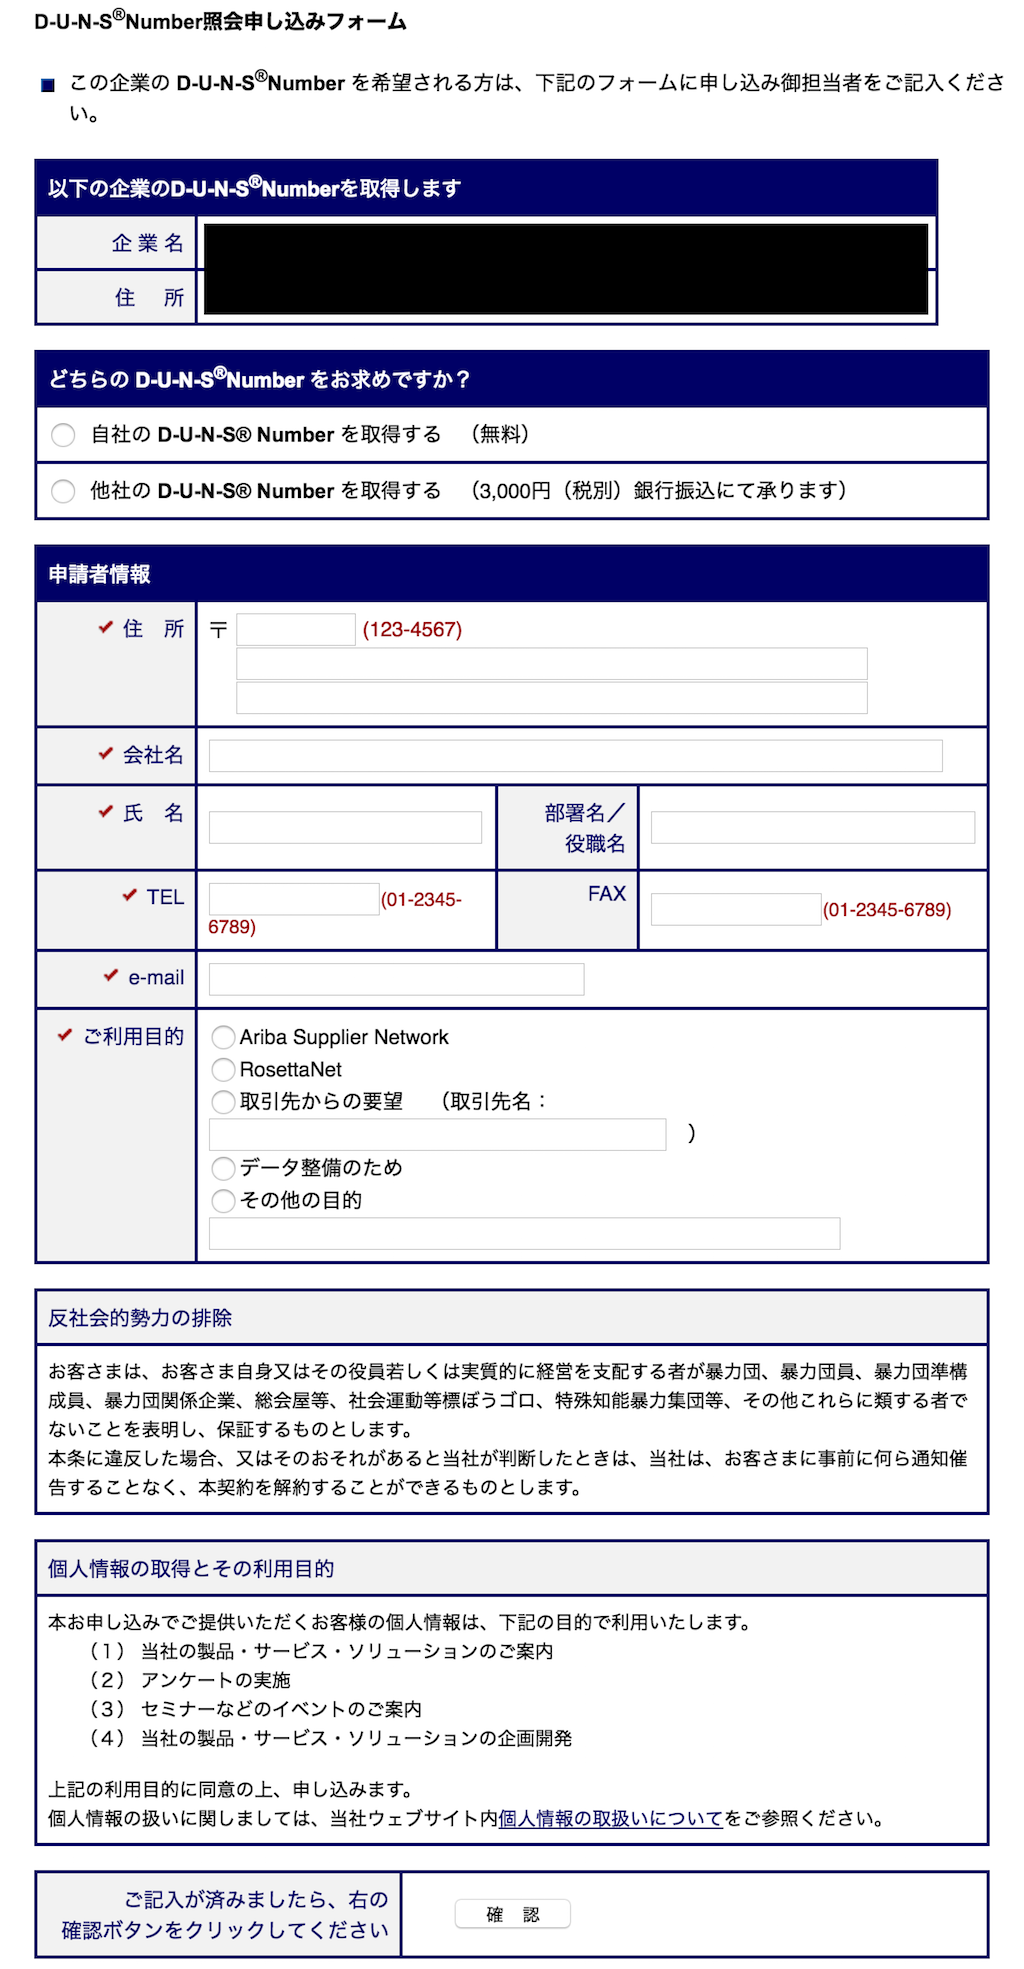 D-U-N-S®Number照会申し込みフォーム
この企業の D-U-N-S®Number を希望される方は、下記のフォームに申し込み御担当者をご記入くださ
い。
以下の企業のD-U-N-S®Numberを取得します
企 業 名
住　所
どちらの D-U-N-S®Number をお求めですか？
自社の D-U-N-S® Number を取得する　（無料）
他社の D-U-N-S® Number を取得する　（3,000円（税別）銀行振込にて承ります）
申請者情報
住　所 〒 (123-4567)
会社名
氏　名 部署名／
役職名
TEL (01-2345-
6789) FAX (01-2345-6789)
e-mail
ご利用目的 Ariba Supplier Network
RosettaNet
取引先からの要望　（取引先名：
）
データ整備のため
その他の目的
反社会的勢力の排除
お客さまは、お客さま自身又はその役員若しくは実質的に経営を支配する者が暴力団、暴力団員、暴力団準構
成員、暴力団関係企業、総会屋等、社会運動等標ぼうゴロ、特殊知能暴力集団等、その他これらに類する者で
ないことを表明し、保証するものとします。
本条に違反した場合、又はそのおそれがあると当社が判断したときは、当社は、お客さまに事前に何ら通知催
告することなく、本契約を解約することができるものとします。
個人情報の取得とその利用目的
本お申し込みでご提供いただくお客様の個人情報は、下記の目的で利用いたします。
（１） 当社の製品・サービス・ソリューションのご案内
（２） アンケートの実施
（３） セミナーなどのイベントのご案内
（４） 当社の製品・サービス・ソリューションの企画開発
上記の利用目的に同意の上、申し込みます。
個人情報の扱いに関しましては、当社ウェブサイト内個人情報の取扱いについてをご参照ください。
ご記入が済みましたら、右の
確認ボタンをクリックしてください
確　認